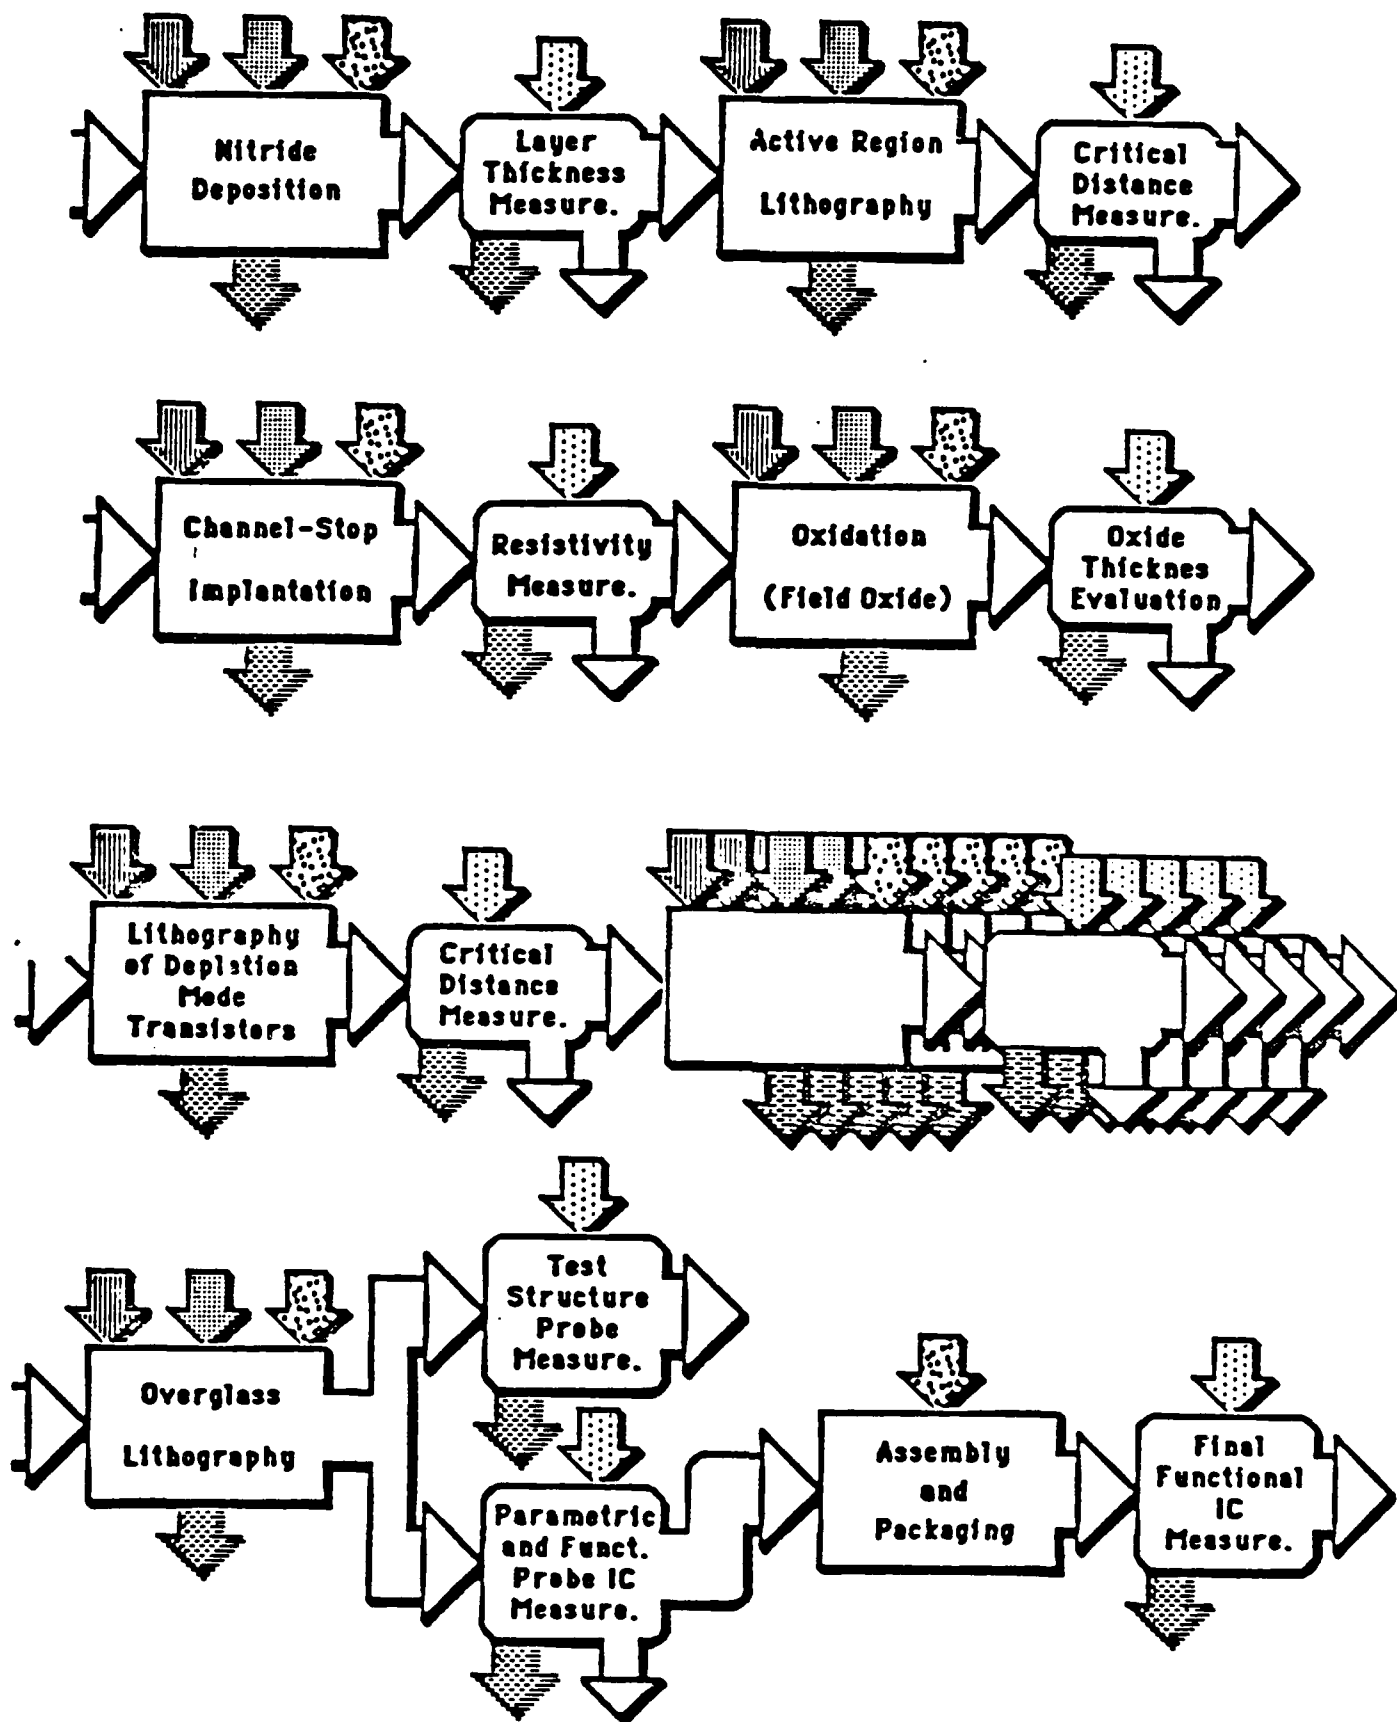 Nitride
Deposition
Layer
Thickness
Measure.
Active Region
Lithography
Critical
Distance
Measure.
Channel-Stop
Implantation
Resistivity
Measure.
Oxidation
(Field Oxide)
Oxide
Thicknes
Evaluation
Lithography
of Depletion
Mode
Transistors
Critical
Distance
Measure.
Test
Structure
Probe
Measure.
Overglass
Lithography
Parametric
and Funct.
Probe IC
Measure.
Assembly
and
Packaging
Final
Functional
IC
Measure.